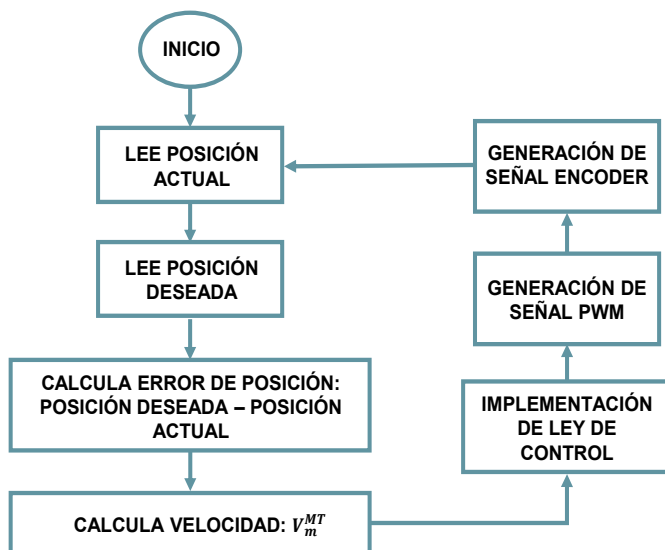 INICIO
LEE POSICIÓN
ACTUAL
LEE POSICIÓN
DESEADA
CALCULA ERROR DE POSICIÓN:
POSICIÓN DESEADA – POSICIÓN
ACTUAL
CALCULA VELOCIDAD: V_m^{MT}
IMPLEMENTACIÓN
DE LEY DE
CONTROL
GENERACIÓN DE
SEÑAL PWM
GENERACIÓN DE
SEÑAL ENCODER